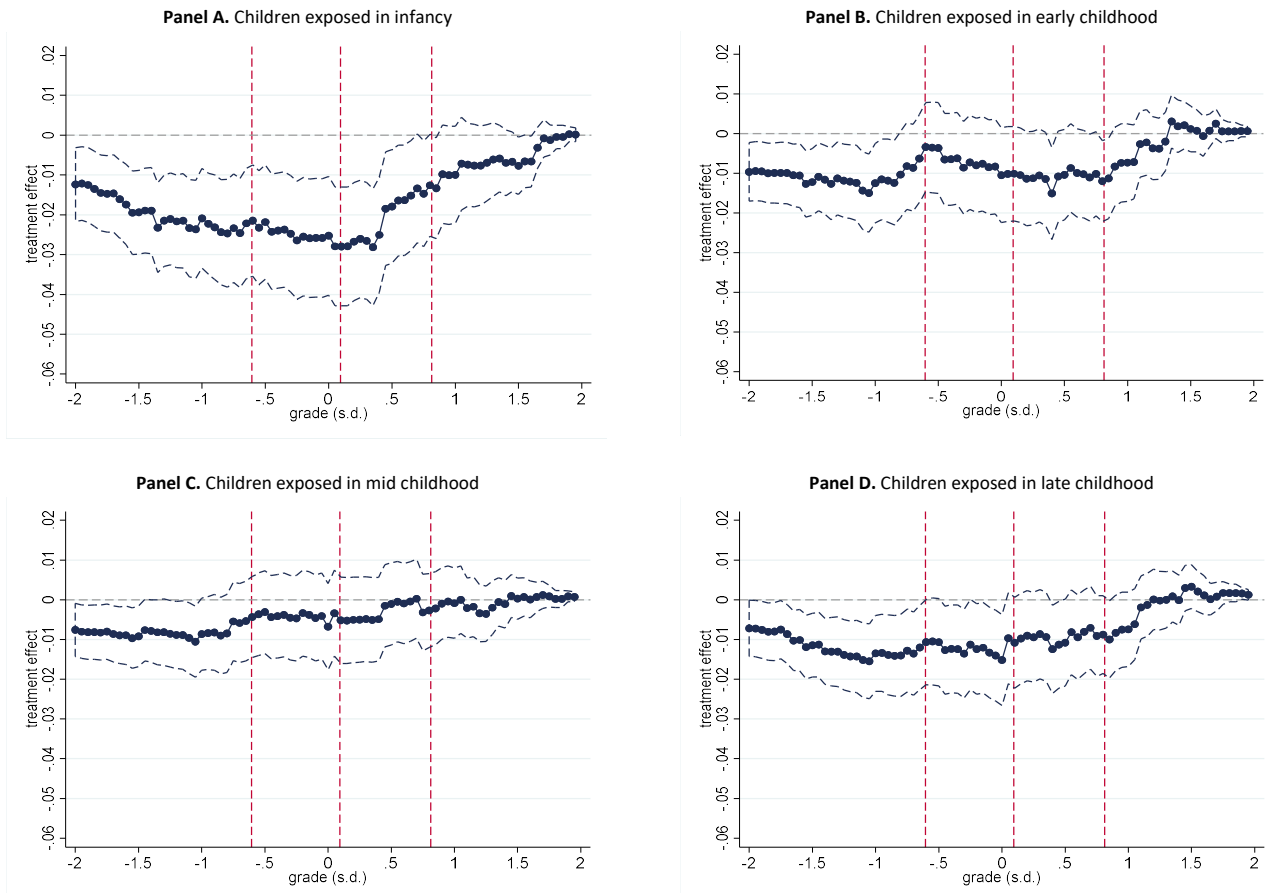 Panel A. Children exposed in infancy
treatment effect
.02
.01
0
-.01
-.02
-.03
-.04
-.05
-.06
-2 -1.5 -1 -.5 0 .5 1 1.5 2
grade (s.d.)
Panel B. Children exposed in early childhood
treatment effect
.02
.01
0
-.01
-.02
-.03
-.04
-.05
-.06
-2 -1.5 -1 -.5 0 .5 1 1.5 2
grade (s.d.)
Panel C. Children exposed in mid childhood
treatment effect
.02
.01
0
-.01
-.02
-.03
-.04
-.05
-.06
-2 -1.5 -1 -.5 0 .5 1 1.5 2
grade (s.d.)
Panel D. Children exposed in late childhood
treatment effect
.02
.01
0
-.01
-.02
-.03
-.04
-.05
-.06
-2 -1.5 -1 -.5 0 .5 1 1.5 2
grade (s.d.)